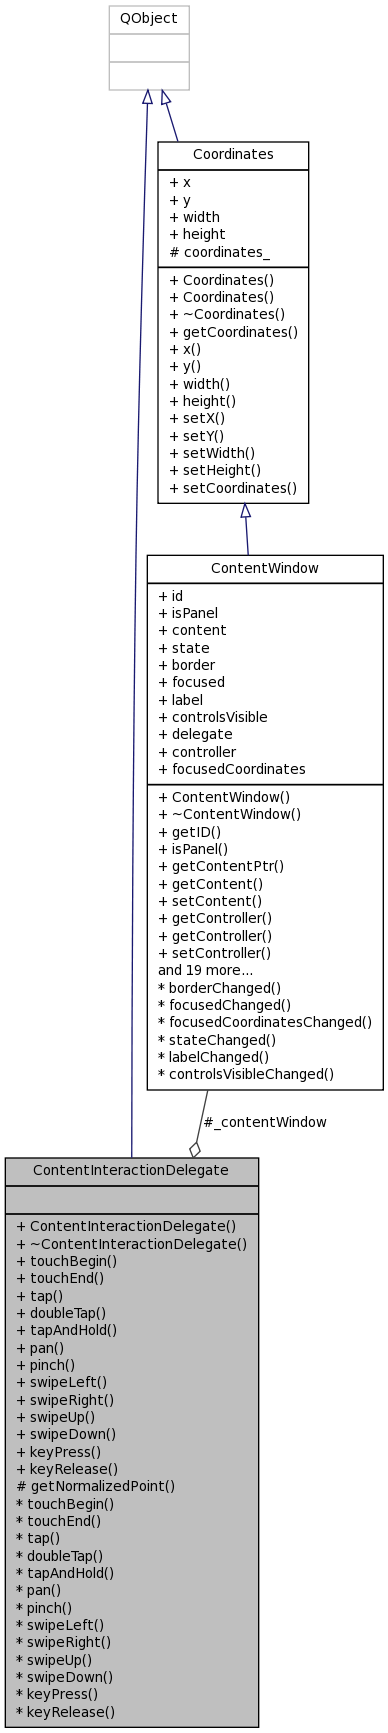 QObject
Coordinates
+ x
+ y
+ width
+ height
# coordinates_
+ Coordinates()
+ Coordinates()
+ ~Coordinates()
+ getCoordinates()
+ x()
+ y()
+ width()
+ height()
+ setX()
+ setY()
+ setWidth()
+ setHeight()
+ setCoordinates()
ContentWindow
+ id
+ isPanel
+ content
+ state
+ border
+ focused
+ label
+ controlsVisible
+ delegate
+ controller
+ focusedCoordinates
+ ContentWindow()
+ ~ContentWindow()
+ getID()
+ isPanel()
+ getContentPtr()
+ getContent()
+ setContent()
+ getController()
+ getController()
+ setController()
and 19 more...
* borderChanged()
* focusedChanged()
* focusedCoordinatesChanged()
* stateChanged()
* labelChanged()
* controlsVisibleChanged()
#_contentWindow
ContentInteractionDelegate
+ ContentInteractionDelegate()
+ ~ContentInteractionDelegate()
+ touchBegin()
+ touchEnd()
+ tap()
+ doubleTap()
+ tapAndHold()
+ pan()
+ pinch()
+ swipeLeft()
+ swipeRight()
+ swipeUp()
+ swipeDown()
+ keyPress()
+ keyRelease()
# getNormalizedPoint()
* touchBegin()
* touchEnd()
* tap()
* doubleTap()
* tapAndHold()
* pan()
* pinch()
* swipeLeft()
* swipeRight()
* swipeUp()
* swipeDown()
* keyPress()
* keyRelease()